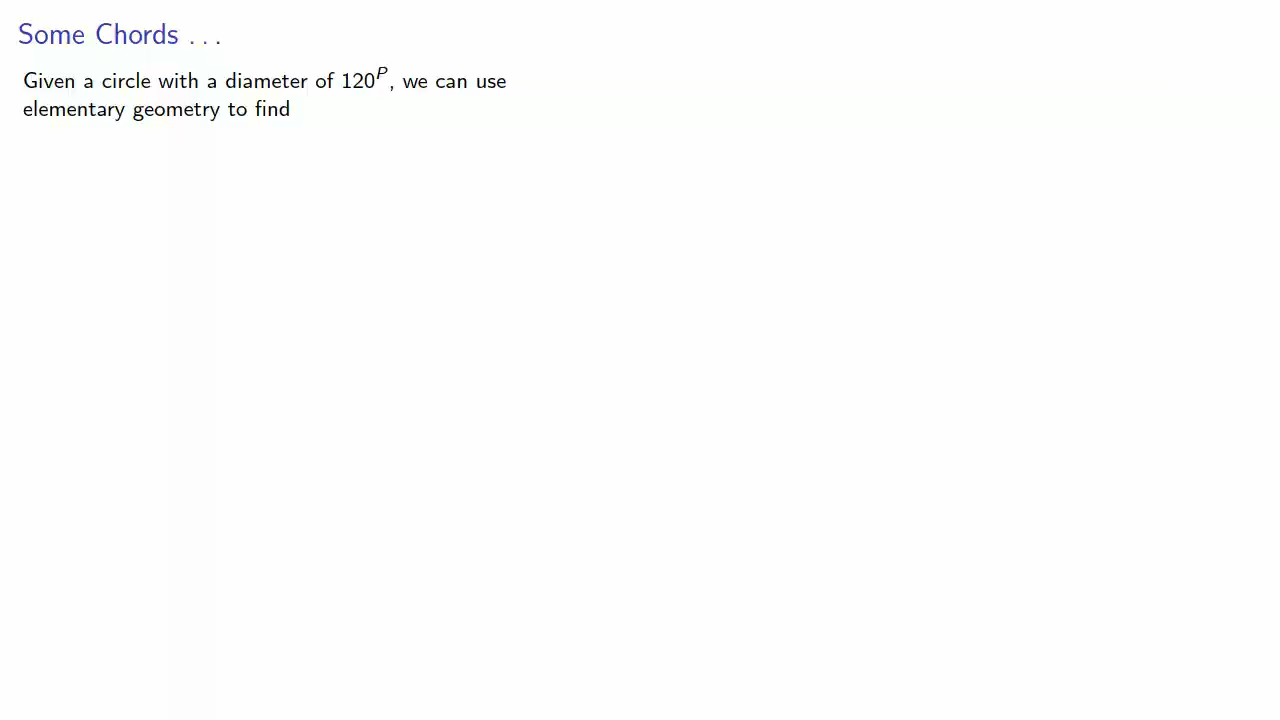 Some Chords . . .
Given a circle with a diameter of 120^P, we can use
elementary geometry to find